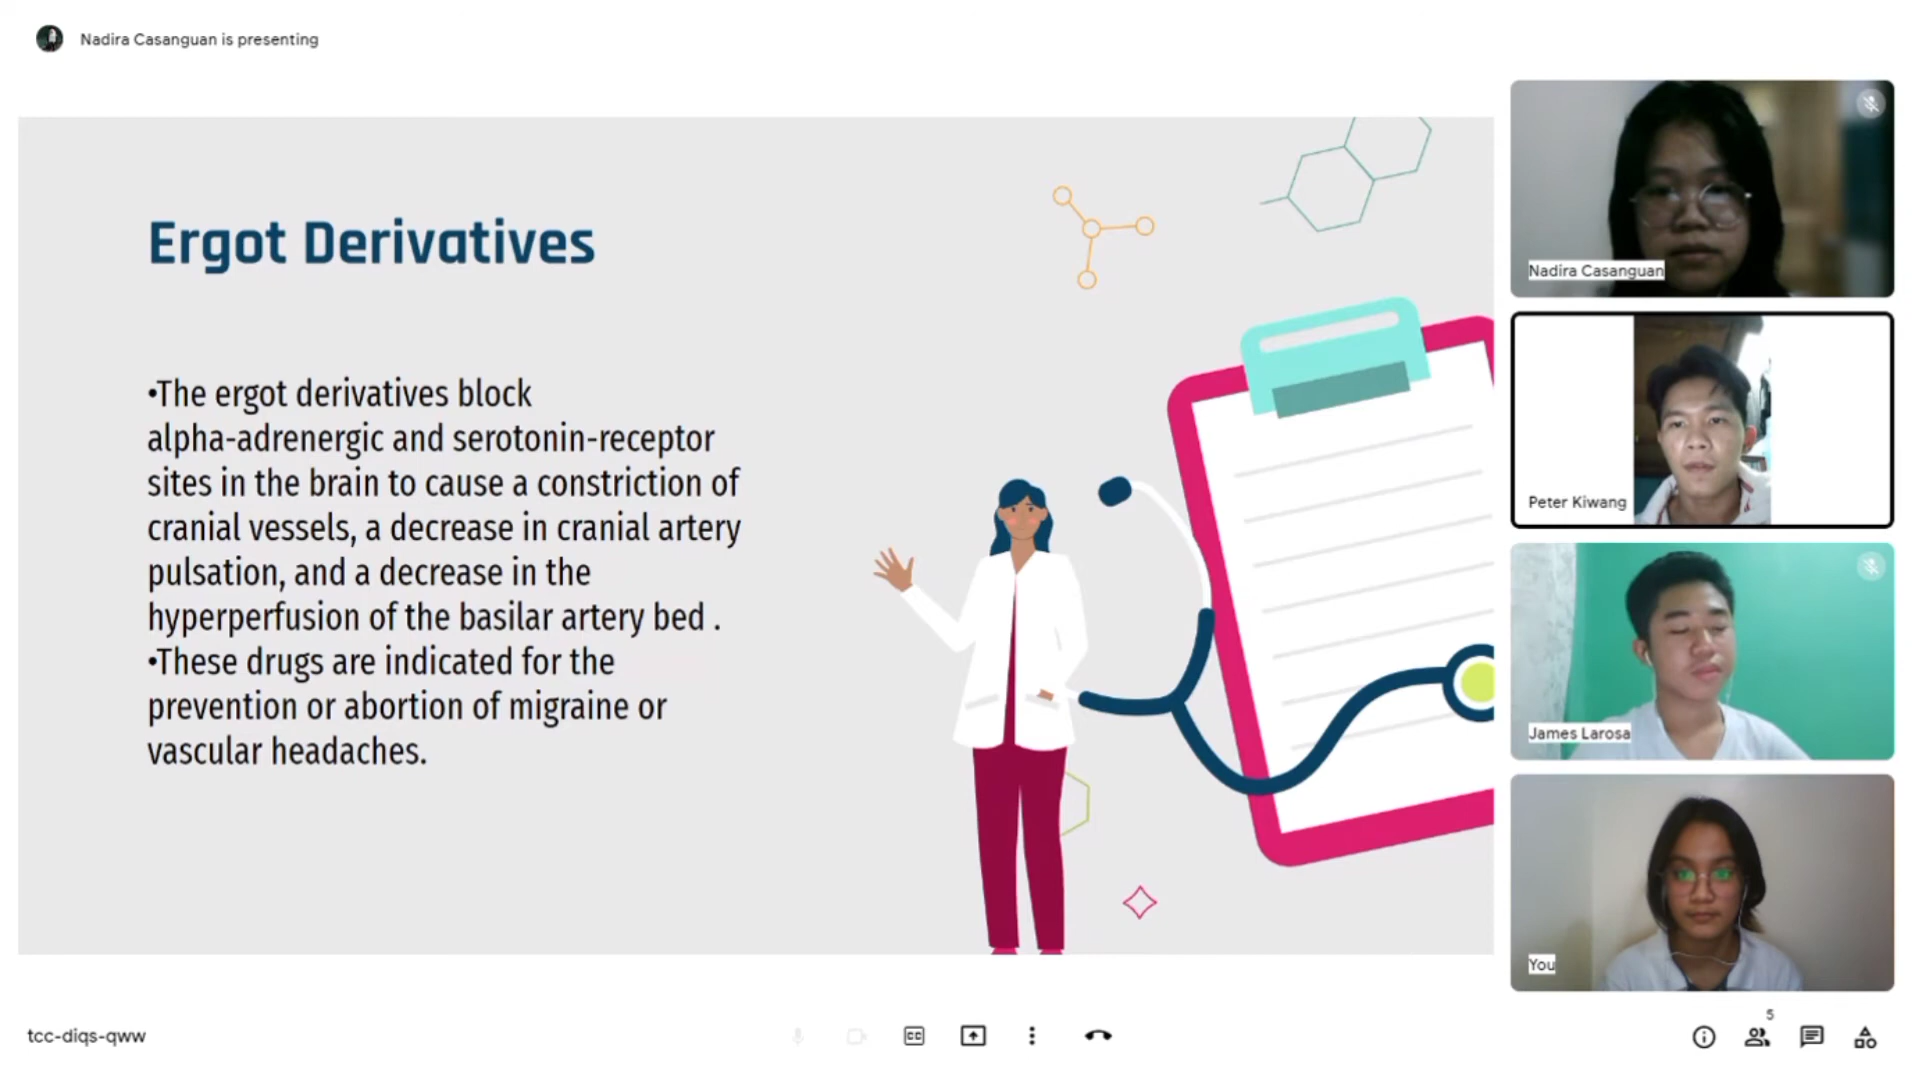 Nadira Casanguan is presenting
Ergot Derivatives
•The ergot derivatives block
alpha-adrenergic and serotonin-receptor
sites in the brain to cause a constriction of
cranial vessels, a decrease in cranial artery
pulsation, and a decrease in the
hyperperfusion of the basilar artery bed .
•These drugs are indicated for the
prevention or abortion of migraine or
vascular headaches.
Nadira Casanguan
Peter Kiwang
James Larosa
You
tcc-diqs-qww
CC
5